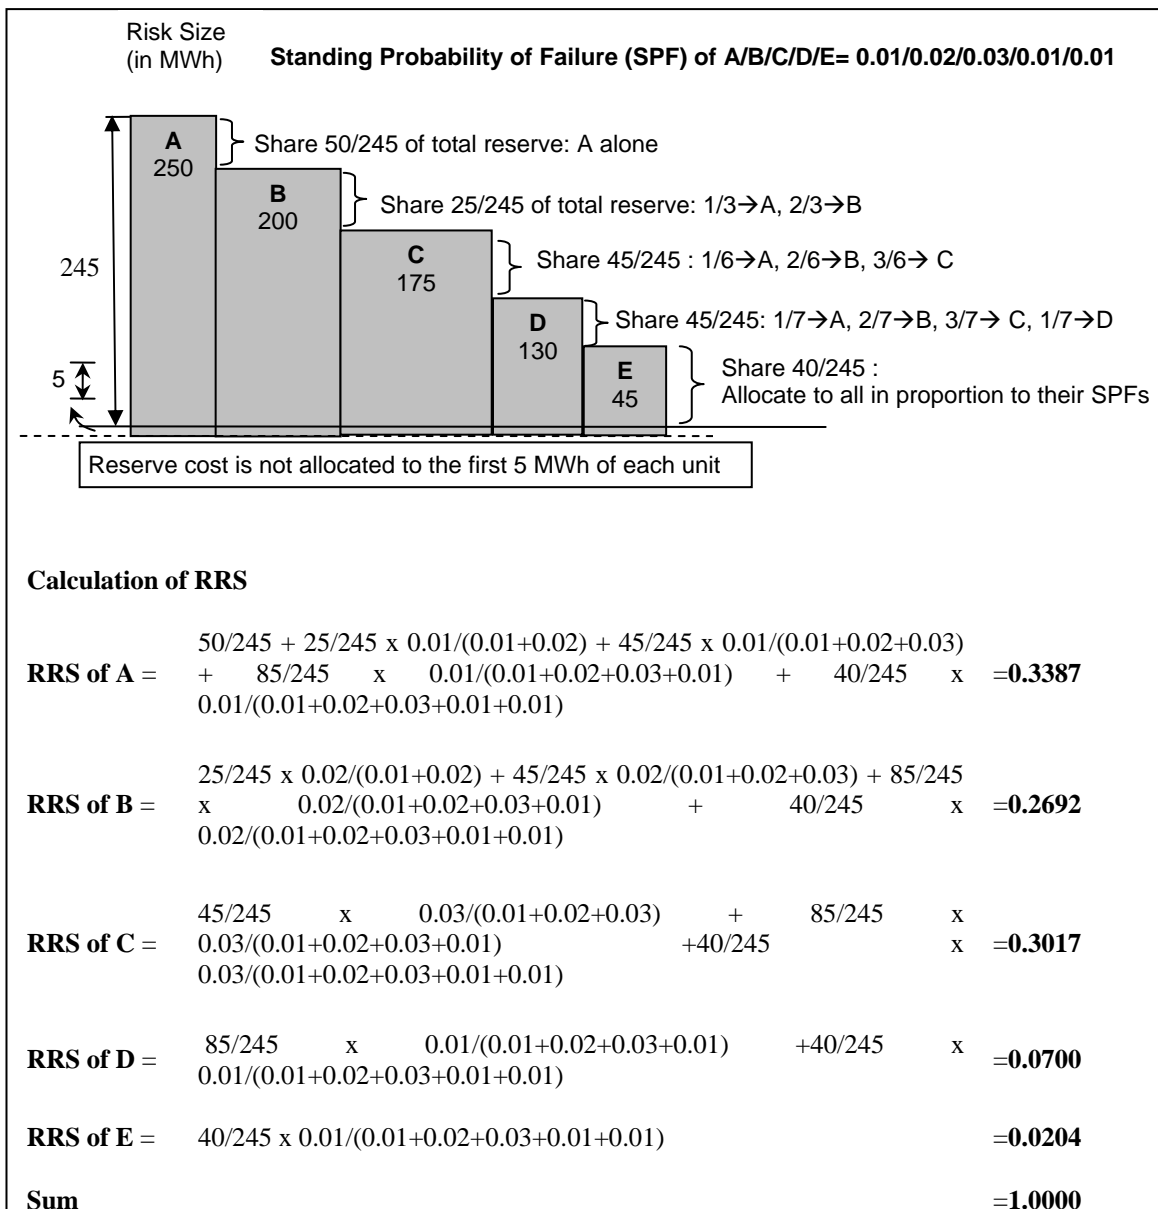 Risk Size
(in MWh)
Standing Probability of Failure (SPF) of A/B/C/D/E= 0.01/0.02/0.03/0.01/0.01
A
250
Share 50/245 of total reserve: A alone
B
200
Share 25/245 of total reserve: 1/3→A, 2/3→B
C
175
Share 45/245 : 1/6→A, 2/6→B, 3/6→ C
245
D
130
Share 45/245: 1/7→A, 2/7→B, 3/7→ C, 1/7→D
5
E
45
Share 40/245 :
Allocate to all in proportion to their SPFs
Reserve cost is not allocated to the first 5 MWh of each unit
Calculation of RRS
50/245 + 25/245 x 0.01/(0.01+0.02) + 45/245 x 0.01/(0.01+0.02+0.03)
RRS of A = + 85/245 x 0.01/(0.01+0.02+0.03+0.01) + 40/245 x =0.3387
0.01/(0.01+0.02+0.03+0.01+0.01)
25/245 x 0.02/(0.01+0.02) + 45/245 x 0.02/(0.01+0.02+0.03) + 85/245
RRS of B = x 0.02/(0.01+0.02+0.03+0.01) + 40/245 x =0.2692
0.02/(0.01+0.02+0.03+0.01+0.01)
45/245 x 0.03/(0.01+0.02+0.03) + 85/245 x
RRS of C = 0.03/(0.01+0.02+0.03+0.01) +40/245 x =0.3017
0.03/(0.01+0.02+0.03+0.01+0.01)
85/245 x 0.01/(0.01+0.02+0.03+0.01) +40/245 x
RRS of D = =0.0700
0.01/(0.01+0.02+0.03+0.01+0.01)
RRS of E = 40/245 x 0.01/(0.01+0.02+0.03+0.01+0.01) =0.0204
Sum =1.0000